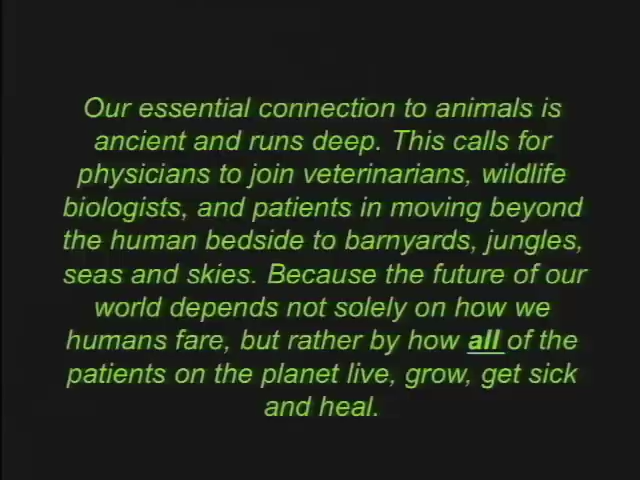 Our essential connection to animals is
ancient and runs deep. This calls for
physicians to join veterinarians, wildlife
biologists, and patients in moving beyond
the human bedside to barnyards, jungles,
seas and skies. Because the future of our
world depends not solely on how we
humans fare, but rather by how all of the
patients on the planet live, grow, get sick
and heal.